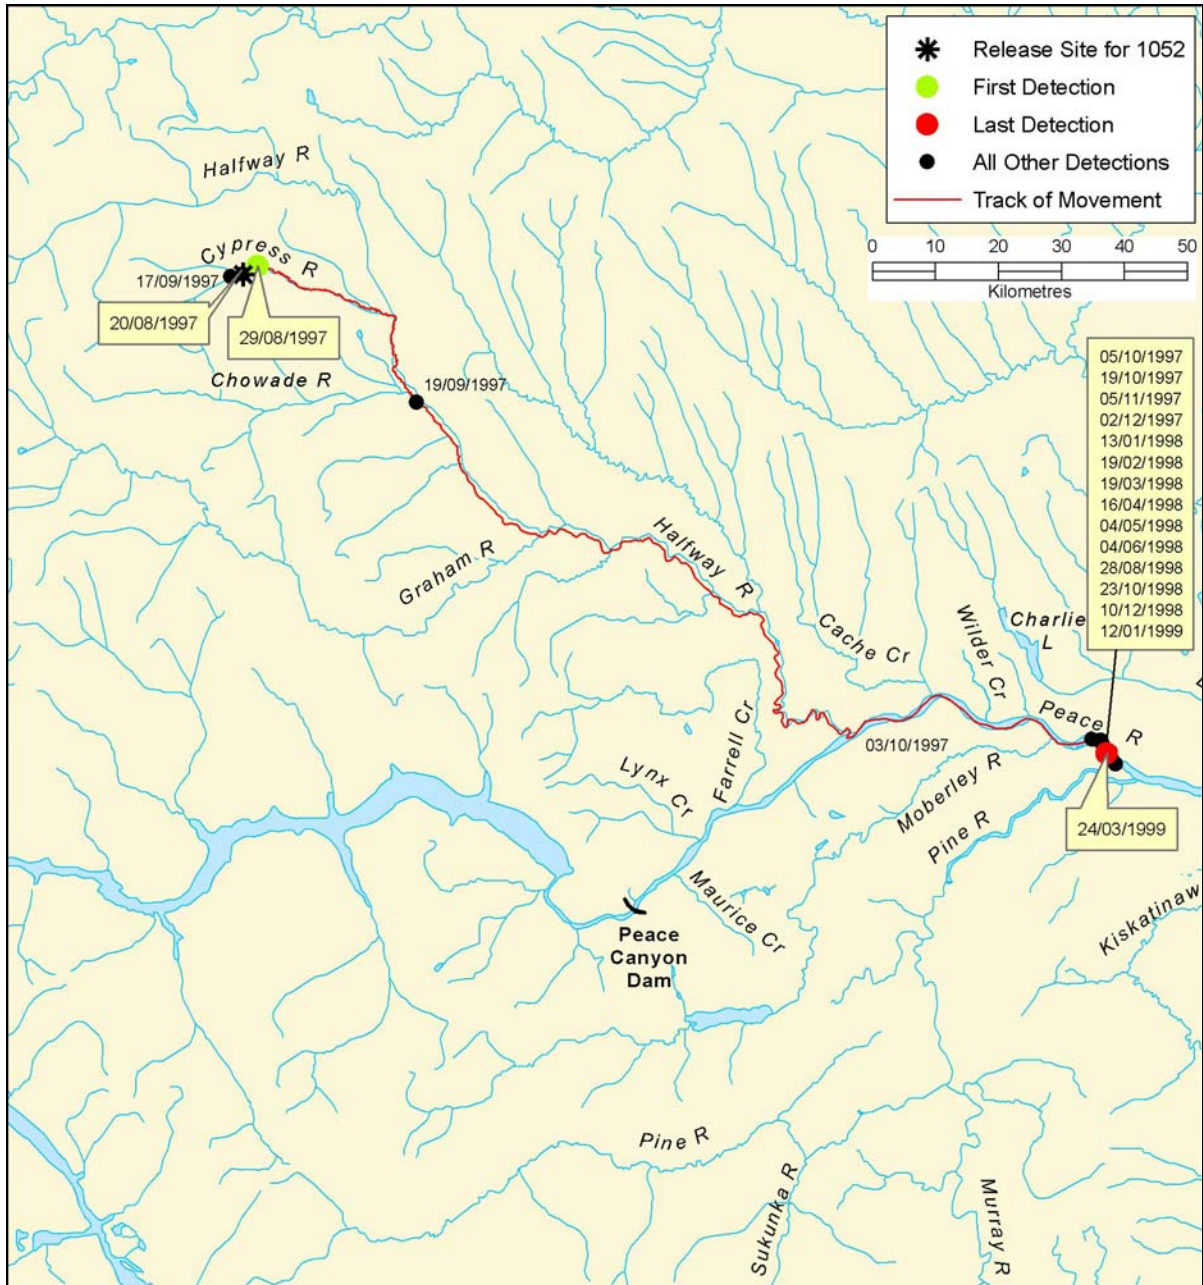 Release Site for 1052
First Detection
Last Detection
All Other Detections
Track of Movement
0 10 20 30 40 50
Kilometres
Halfway R
Cypress R
17/09/1997
20/08/1997
29/08/1997
Chowade R
19/09/1997
05/10/1997
19/10/1997
05/11/1997
02/12/1997
13/01/1998
19/02/1998
19/03/1998
16/04/1998
04/05/1998
04/06/1998
28/08/1998
23/10/1998
10/12/1998
12/01/1999
Graham R
Halfway R
Cache Cr
Wilder Cr
Charlie
L
Peace R
03/10/1997
Farrell Cr
Lynx Cr
Moberley R
Pine R
24/03/1999
Maurice Cr
Kiskatinaw
Peace
Canyon
Dam
Pine R
Sukunka R
Murray R